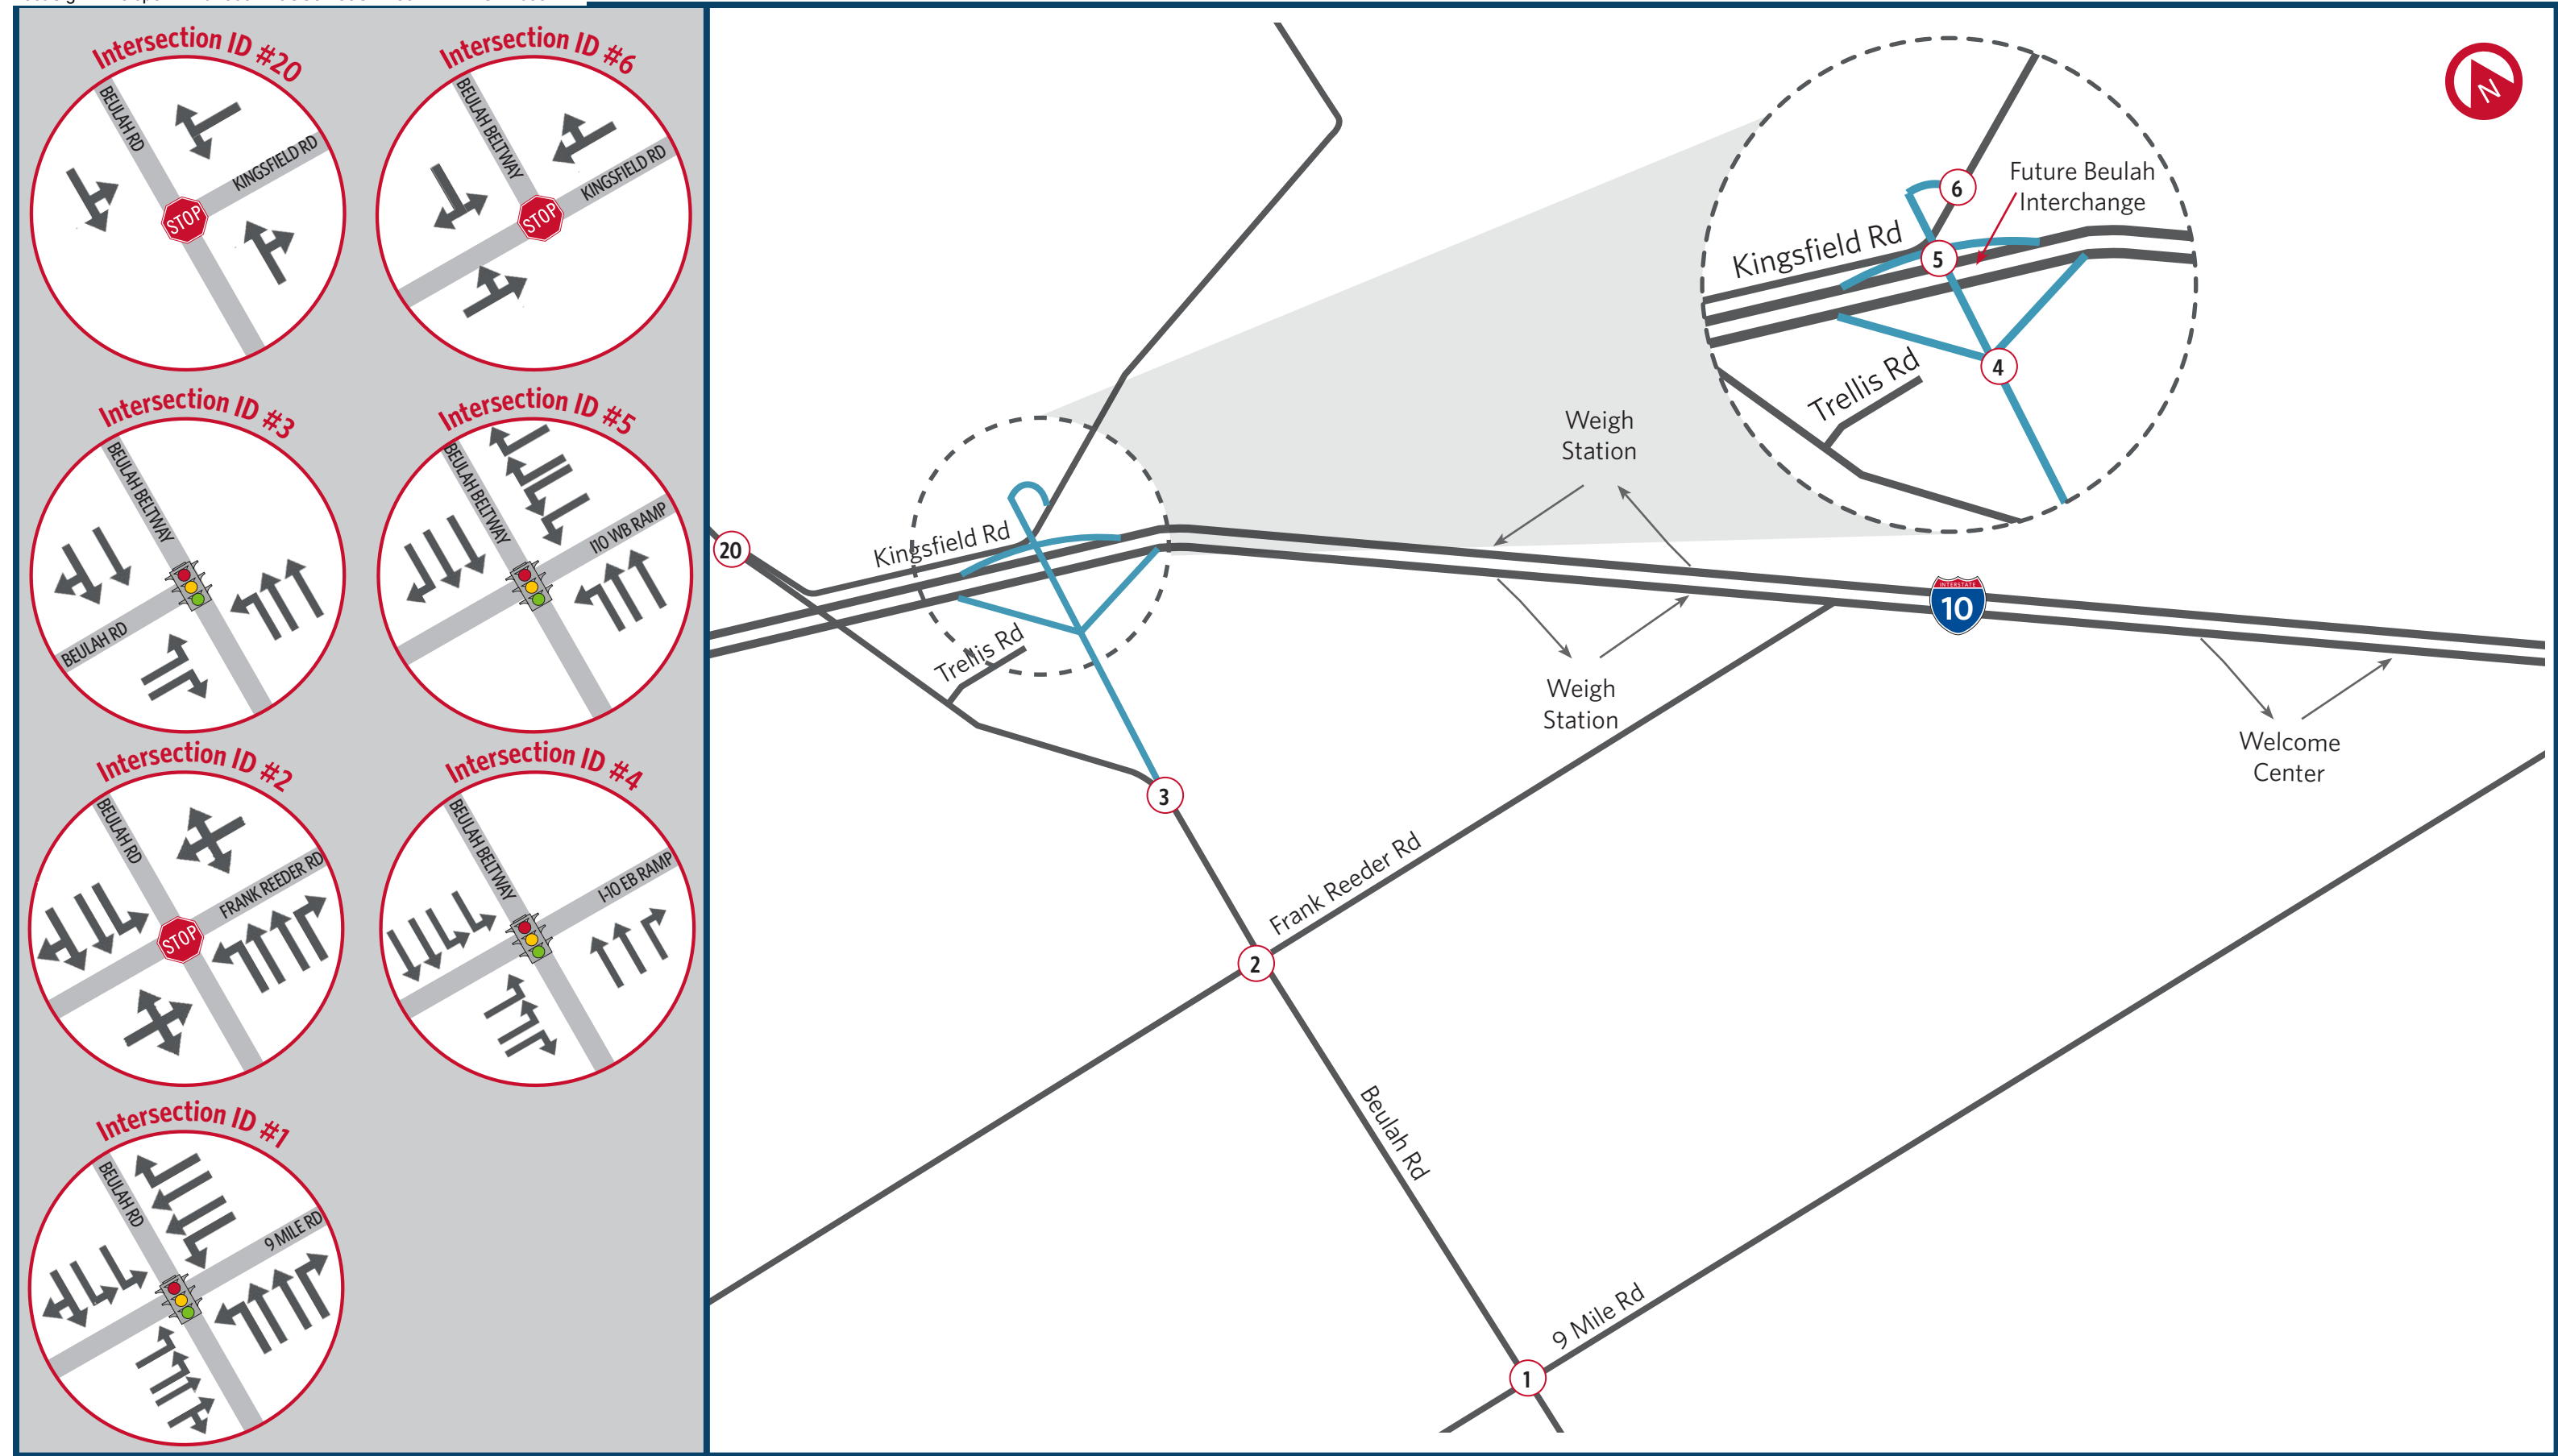 Intersection ID #20
BEULAH RD
KINGSFIELD RD
STOP
Intersection ID #6
BEULAH BELTWAY
KINGSFIELD RD
STOP
Intersection ID #3
BEULAH BELTWAY
BEULAH RD
Intersection ID #5
BEULAH BELTWAY
I10 WB RAMP
Intersection ID #2
BEULAH RD
FRANK REEDER RD
STOP
Intersection ID #4
BEULAH BELTWAY
I-10 EB RAMP
Intersection ID #1
BEULAH RD
9 MILE RD
N
6
Future Beulah
Interchange
Kingsfield Rd
5
4
Trellis Rd
Weigh
Station
20
Kingsfield Rd
INTERSTATE
10
Trellis Rd
Weigh
Station
Welcome
Center
3
Frank Reeder Rd
2
Beulah Rd
9 Mile Rd
1